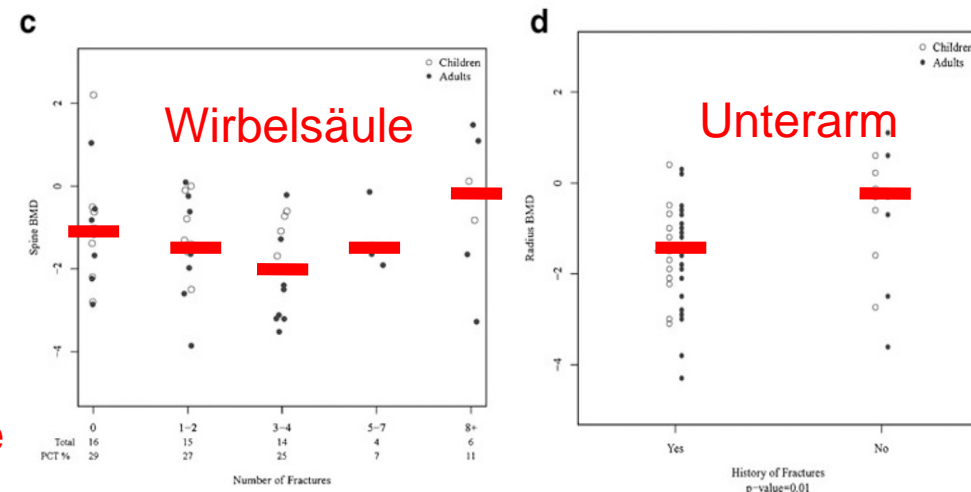 c
Children
Adults
Wirbelsäule
Spine BMD
2
0
−2
−4
0 1−2 3−4 5−7 8+
Total 16 15 14 4 6
PCT % 29 27 25 7 11
Number of Fractures
e
d
Children
Adults
Unterarm
Radius BMD
2
0
−2
−4
Yes No
History of Fractures
p−value=0.01